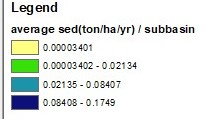 Legend
average sed(ton/ha/yr) / subbasin
0.00003401
0.00003402 - 0.02134
0.02135 - 0.08407
0.08408 - 0.1749